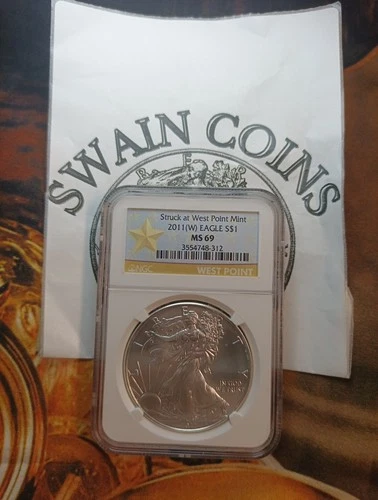 SWAIN COINS
Struck at West Point Mint
2011(W) EAGLE S$1
MS 69
3554748-312
NGC
WEST POINT
LIBERTY
IN GOD
WE TRUST